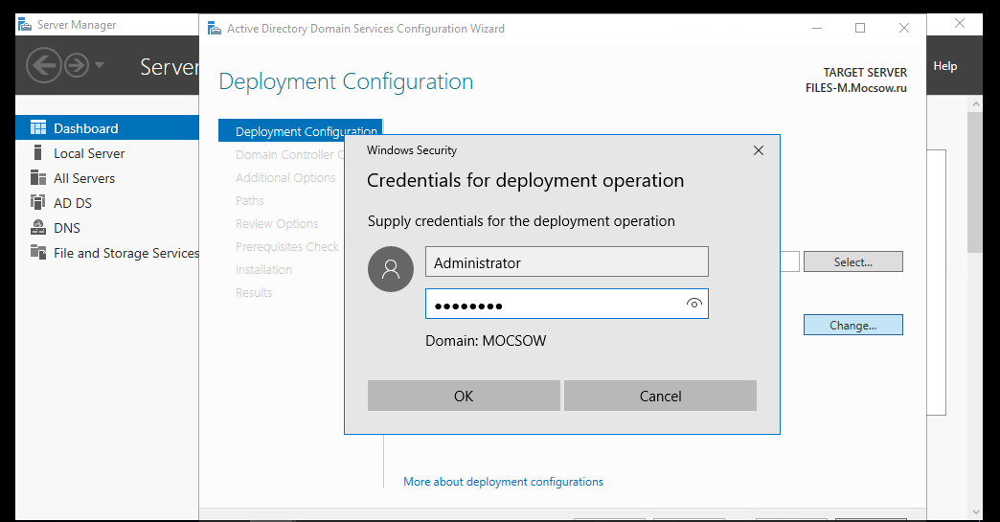 Server Manager
Active Directory Domain Services Configuration Wizard
Server
Help
Deployment Configuration
TARGET SERVER
FILES-M.Mocsow.ru
Dashboard
Local Server
All Servers
AD DS
DNS
File and Storage Services
Deployment Configuration
Domain Controller
Additional Options
Paths
Review Options
Prerequisites Check
Installation
Results
Windows Security
Credentials for deployment operation
Supply credentials for the deployment operation
Administrator
●●●●●●●●
Domain: MOCSOW
OK
Cancel
Select...
Change...
More about deployment configurations